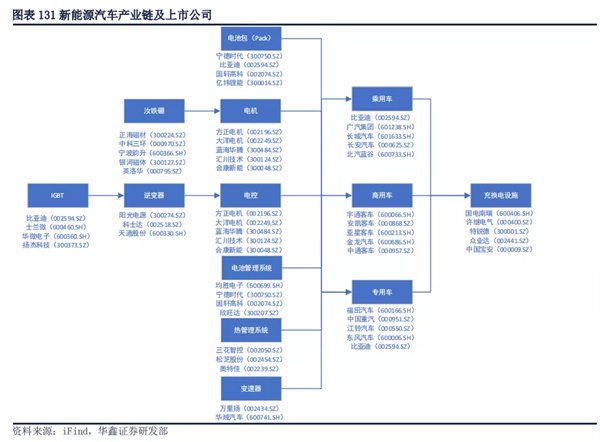 图表 131 新能源汽车产业链及上市公司
电池包（Pack）
宁德时代（300750.SZ）
比亚迪（002594.SZ）
国轩高科（002074.SZ）
亿纬锂能（300014.SZ）
汝铁硼
正海磁材（300224.SZ）
中科三环（000970.SZ）
宁波韵升（600366.SH）
银河磁体（300127.SZ）
英洛华（000795.SZ）
电机
方正电机（002196.SZ）
大洋电机（002249.SZ）
蓝海华腾（300484.SZ）
汇川技术（300124.SZ）
合康新能（300048.SZ）
乘用车
比亚迪（002594.SZ）
广汽集团（601238.SH）
长城汽车（601633.SH）
长安汽车（000625.SZ）
北汽蓝谷（600733.SH）
IGBT
比亚迪（002594.SZ）
士兰微（600460.SH）
华微电子（600360.SH）
扬杰科技（300373.SZ）
逆变器
阳光电源（300274.SZ）
科士达（002518.SZ）
天通股份（600330.SH）
电控
方正电机（002196.SZ）
大洋电机（002249.SZ）
蓝海华腾（300484.SZ）
汇川技术（300124.SZ）
合康新能（300048.SZ）
商用车
宇通客车（600066.SH）
安凯客车（000868.SZ）
亚星客车（600213.SH）
金龙汽车（600686.SH）
中通客车（000957.SZ）
充换电设施
国电南瑞（600406.SH）
许继电气（000400.SZ）
特锐德（300001.SZ）
众业达（002441.SZ）
中国宝安（000009.SZ）
电池管理系统
均胜电子（600699.SH）
宁德时代（300750.SZ）
国轩高科（002074.SZ）
欣旺达（300207.SZ）
专用车
福田汽车（600166.SH）
中国重汽（000951.SZ）
江铃汽车（000550.SZ）
东风汽车（600006.SH）
比亚迪（002594.SZ）
热管理系统
三花智控（002050.SZ）
松芝股份（002454.SZ）
奥特佳（002239.SZ）
变速器
万里扬（002434.SZ）
华域汽车（600741.SH）
资料来源：iFind，华鑫证券研发部